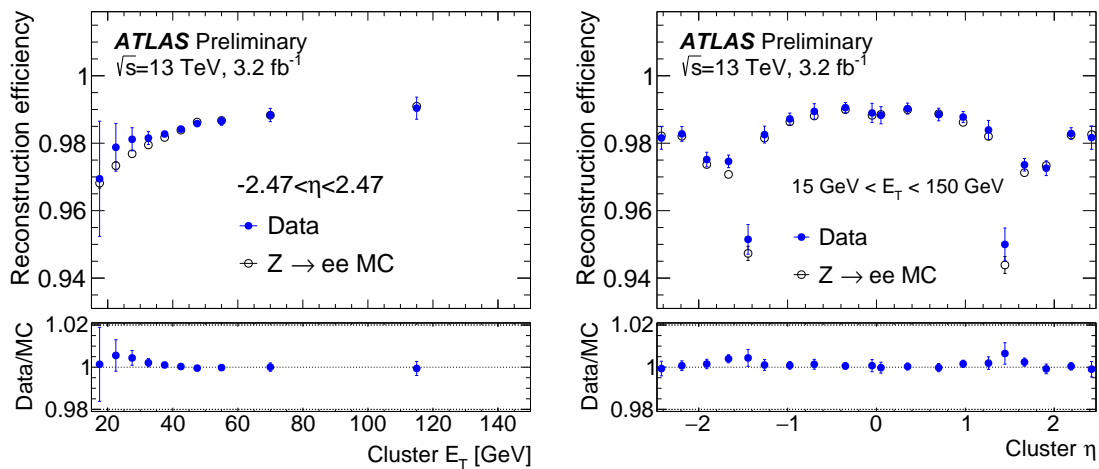 ATLAS Preliminary
√s=13 TeV, 3.2 fb⁻¹
Reconstruction efficiency
1
0.98
0.96
0.94
-2.47<η<2.47
Data
Z → ee MC
Data/MC
1.02
1
0.98
20 40 60 80 100 120 140
Cluster E_T [GeV]
ATLAS Preliminary
√s=13 TeV, 3.2 fb⁻¹
Reconstruction efficiency
1
0.98
0.96
0.94
15 GeV < E_T < 150 GeV
Data
Z → ee MC
Data/MC
1.02
1
0.98
−2 −1 0 1 2
Cluster η